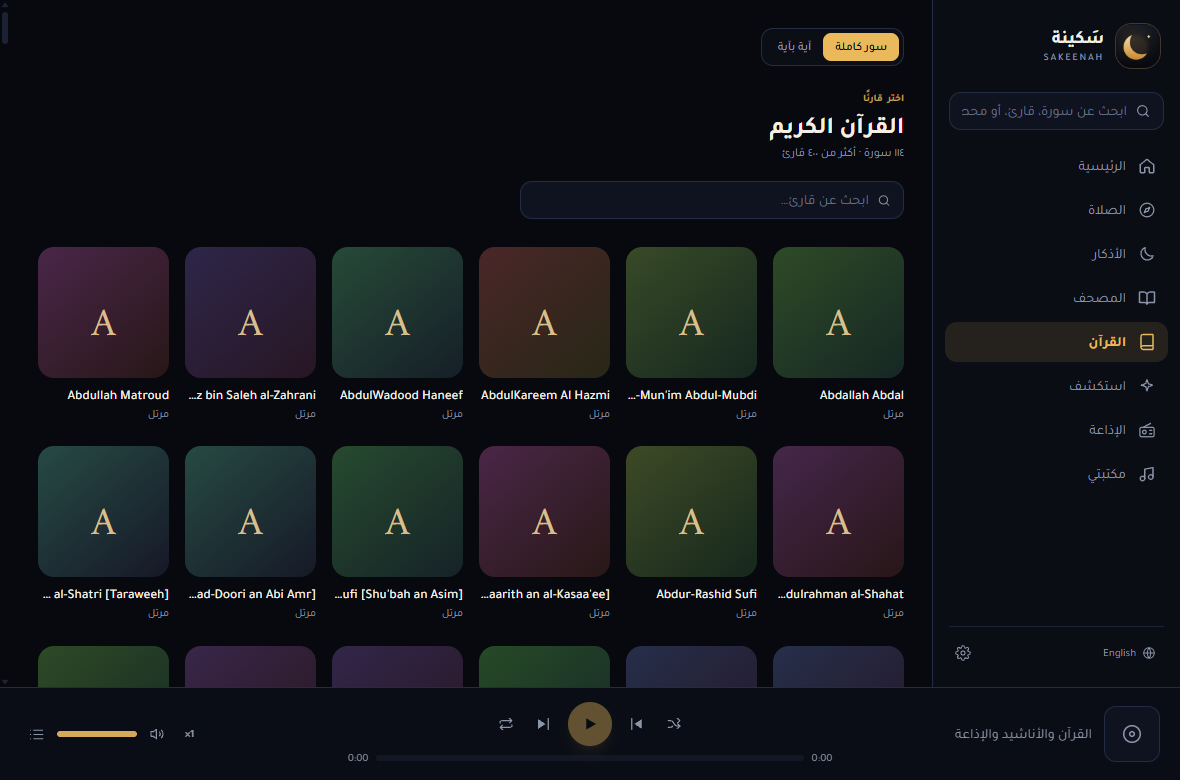 سَكينة
SAKEENAH
ابحث عن سورة، قارئ، أو محد
الرئيسية
الصلاة
الأذكار
المصحف
القرآن
استكشف
الإذاعة
مكتبتي
English
سور كاملة
آية بآية
اختر قارئًا
القرآن الكريم
١١٤ سورة · أكثر من ٤٠٠ قارئ
ابحث عن قارئ...
A
A
A
A
A
A
Abdallah Abdal
...-Mun'im Abdul-Mubdi
AbdulKareem Al Hazmi
AbdulWadood Haneef
...z bin Saleh al-Zahrani
Abdullah Matroud
مرتل
مرتل
مرتل
مرتل
مرتل
مرتل
A
A
A
A
A
A
...dulrahman al-Shahat
Abdur-Rashid Sufi
...aarith an al-Kasaa'ee]
...ufi [Shu'bah an Asim]
...ad-Doori an Abi Amr]
... al-Shatri [Taraweeh]
مرتل
مرتل
مرتل
مرتل
مرتل
مرتل
القرآن والأناشيد والإذاعة
0:00
0:00
x1